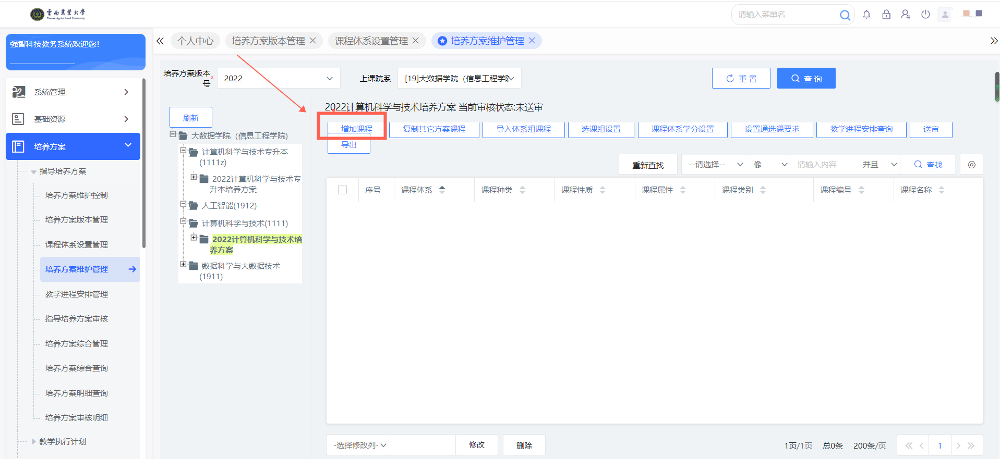 雲南農業大學
Yunnan Agricultural University
请输入菜单名
强智科技教务系统欢迎您！
个人中心
培养方案版本管理
课程体系设置管理
培养方案维护管理
系统管理
基础资源
培养方案
指导培养方案
培养方案维护控制
培养方案版本管理
课程体系设置管理
培养方案维护管理
教学进程安排管理
指导培养方案审核
培养方案综合管理
培养方案综合查询
培养方案明细查询
培养方案审核明细
教学执行计划
培养方案版本
号*
2022
上课院系
[19]大数据学院（信息工程学院
重置
查询
刷新
大数据学院（信息工程学院)
计算机科学与技术专升本
(1111z)
2022计算机科学与技术专
升本培养方案
人工智能(1912)
计算机科学与技术(1111)
2022计算机科学与技术培
养方案
数据科学与大数据技术
(1911)
2022计算机科学与技术培养方案 当前审核状态:未送审
增加课程
复制其它方案课程
导入体系组课程
选课组设置
课程体系学分设置
设置通选课要求
教学进程安排查询
送审
导出
重新查找
--请选择--
像
请输入内容
并且
查找
序号
课程体系
课程种类
课程性质
课程属性
课程类别
课程编号
课程名称
-选择修改列-
修改
删除
1页/1页
总0条
200条/页
1